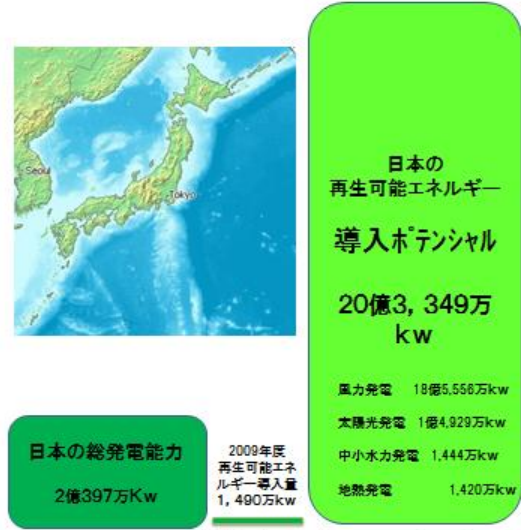 Seoul
Tokyo
日本の
再生可能エネルギー
導入ポテンシャル
20億3,349万
kw
風力発電 18億5,556万kw
太陽光発電 1億4,929万kw
中小水力発電 1,444万kw
地熱発電 1,420万kw
日本の総発電能力
2億397万Kw
2009年度
再生可能エネ
ルギー導入量
1,490万kw